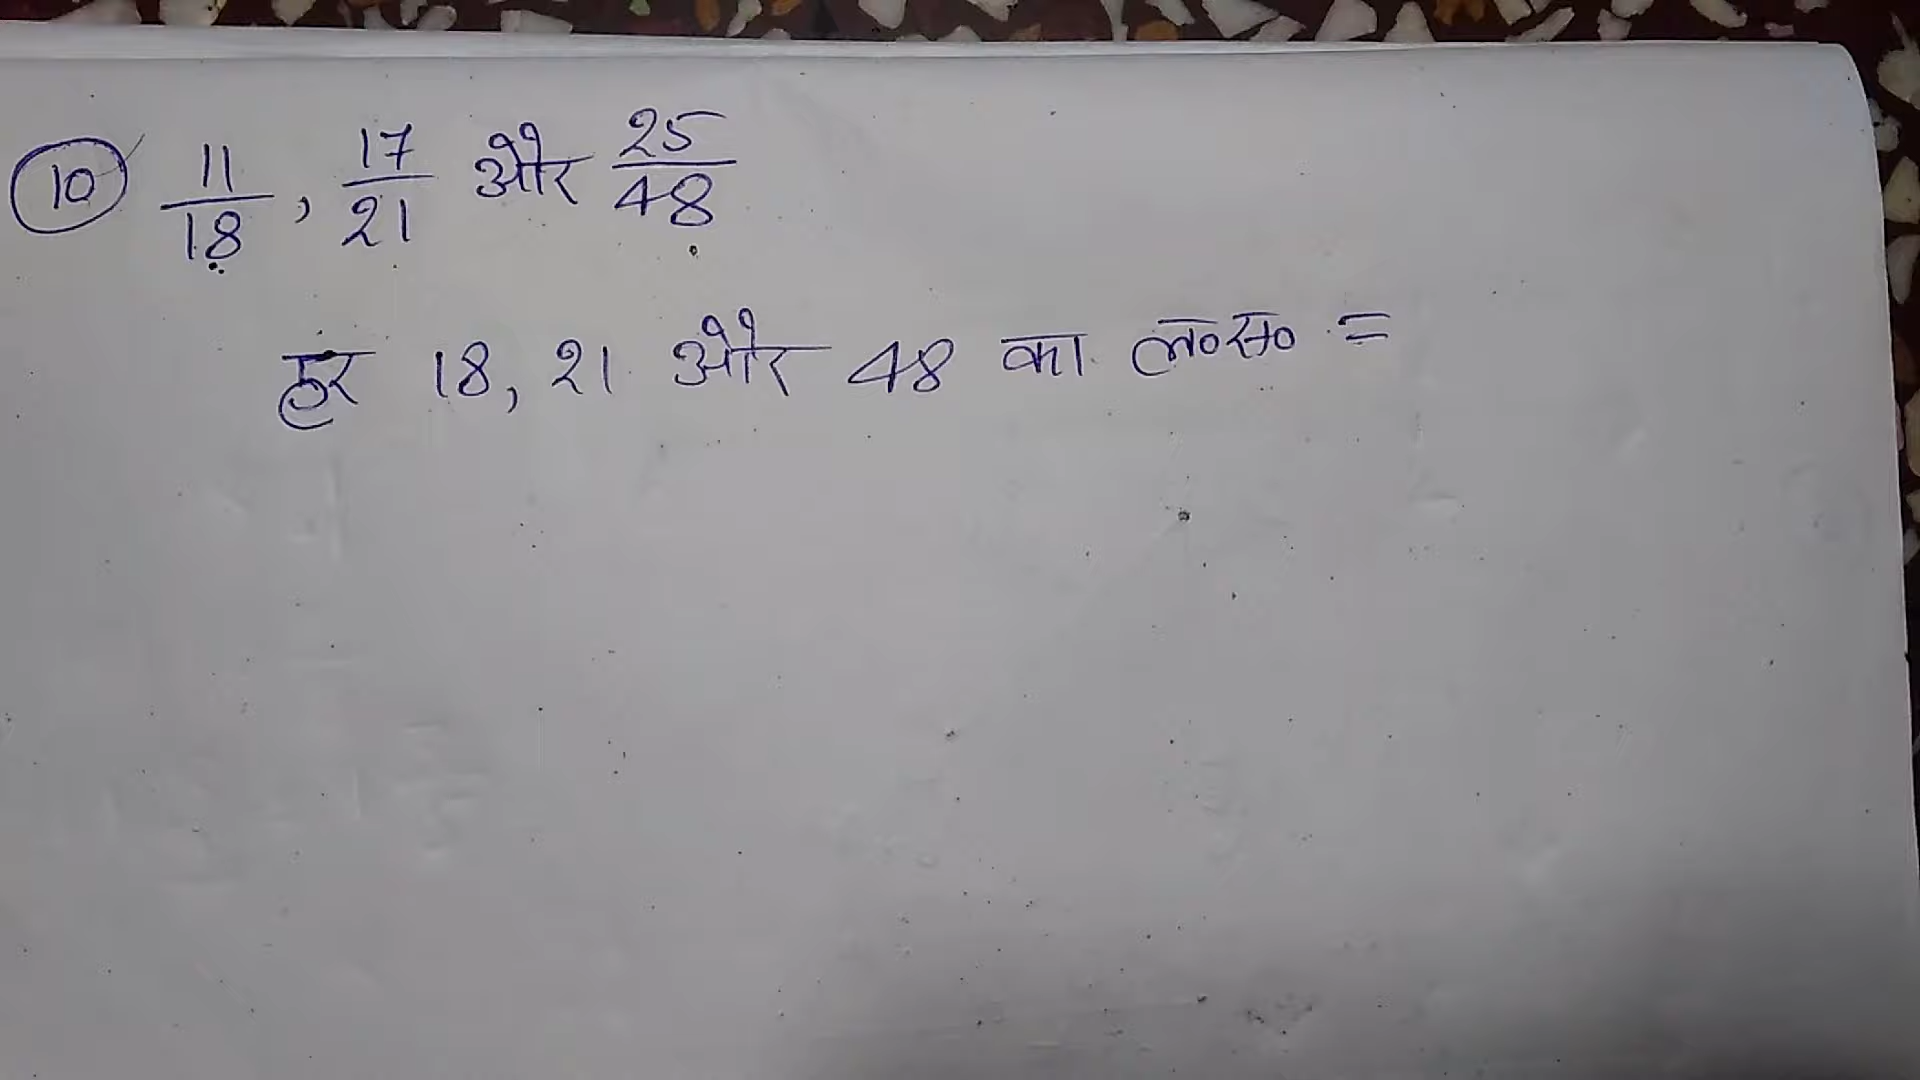 10 11/18, 17/21 और 25/48
हर 18, 21 और 48 का ल०स० =